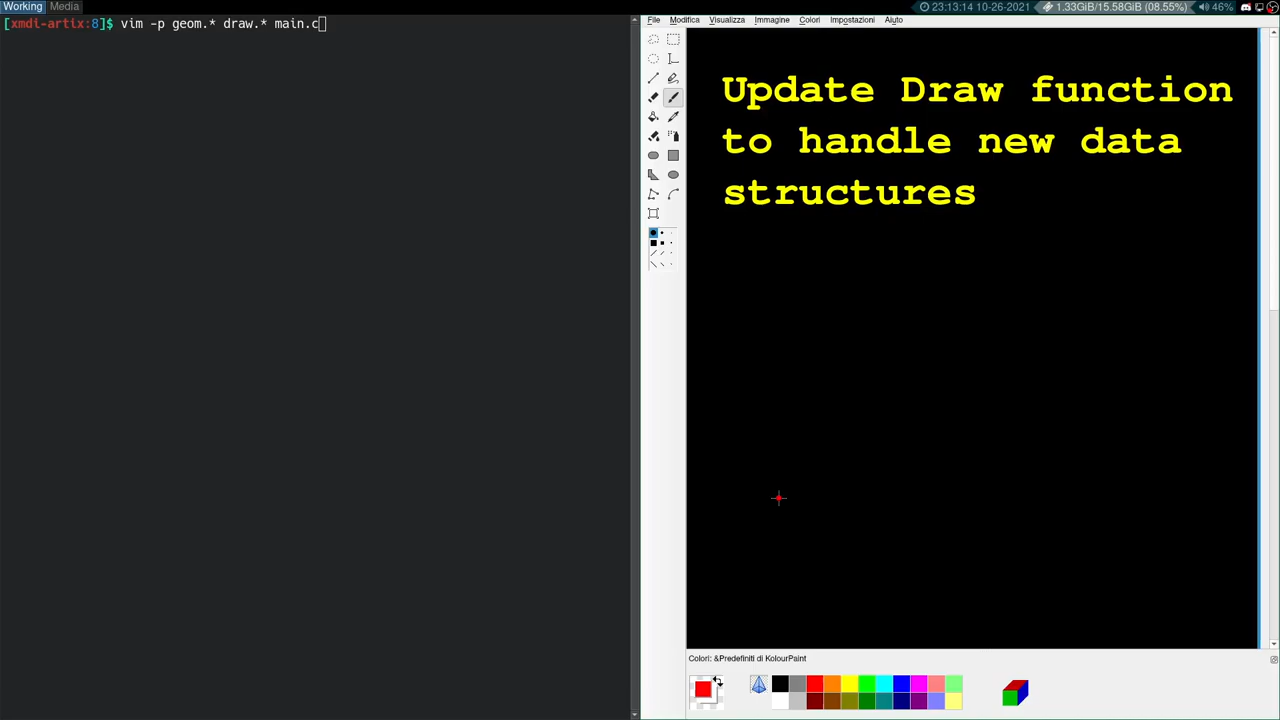 Working Media
23:13:14 10-26-2021 1.33GiB/15.58GiB (08.55%) 46%
[xmdi-artix:8]$ vim -p geom.* draw.* main.c
File Modifica Visualizza Immagine Colori Impostazioni Aiuto
Update Draw function
to handle new data
structures
Colori: &Predefiniti di KolourPaint